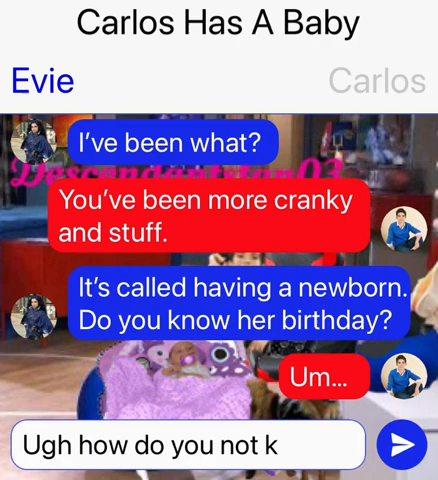 Carlos Has A Baby
Evie
Carlos
I've been what?
Descendantsfan03
You've been more cranky
and stuff.
It's called having a newborn.
Do you know her birthday?
Um...
Ugh how do you not k